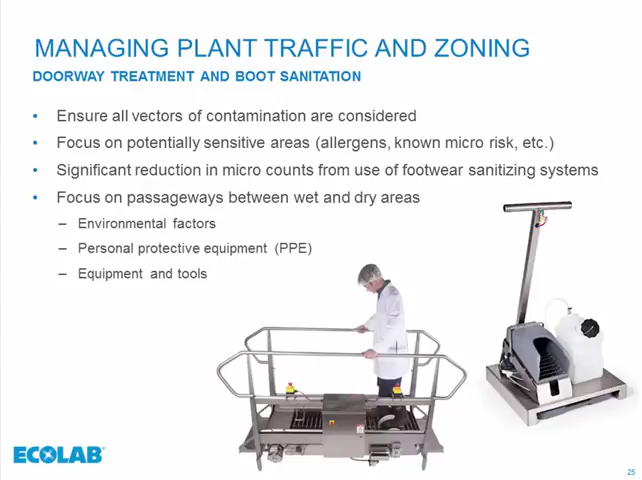 MANAGING PLANT TRAFFIC AND ZONING
DOORWAY TREATMENT AND BOOT SANITATION
• Ensure all vectors of contamination are considered
• Focus on potentially sensitive areas (allergens, known micro risk, etc.)
• Significant reduction in micro counts from use of footwear sanitizing systems
• Focus on passageways between wet and dry areas
– Environmental factors
– Personal protective equipment (PPE)
– Equipment and tools
ECOLAB®
25